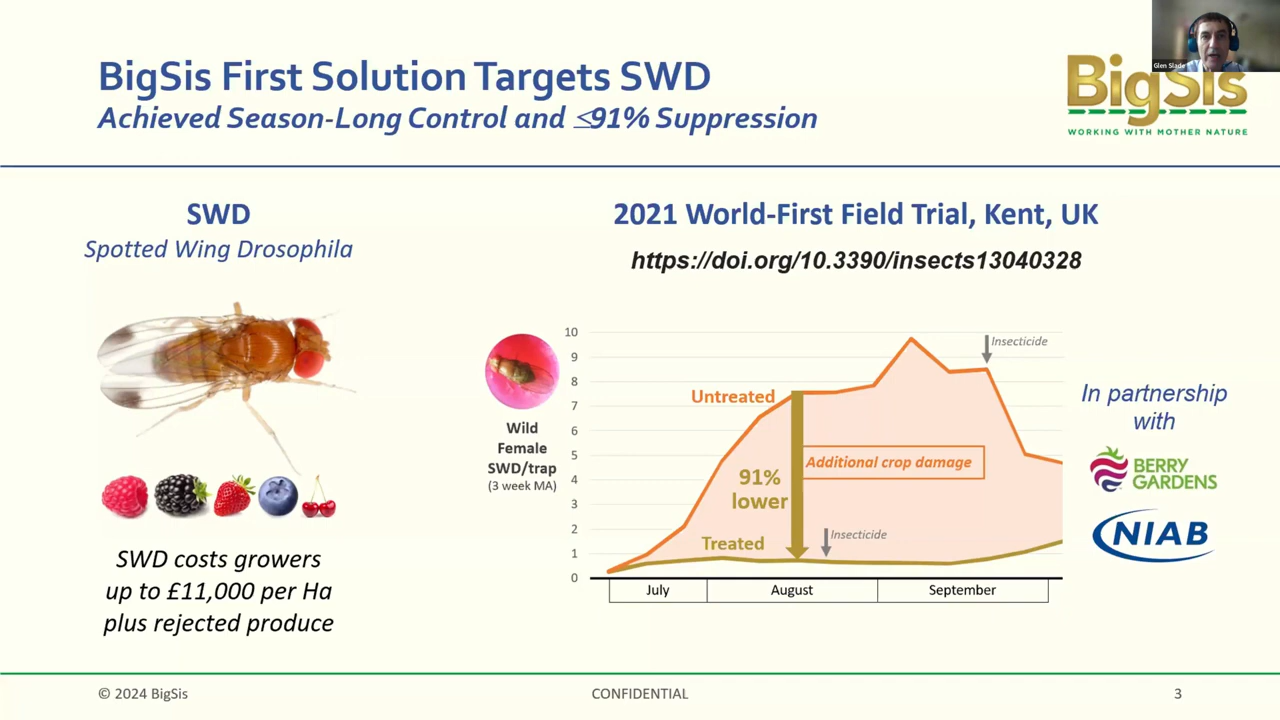 BigSis First Solution Targets SWD
Achieved Season-Long Control and ≤91% Suppression
Glen Slade
BigSis
WORKING WITH MOTHER NATURE
SWD
Spotted Wing Drosophila
SWD costs growers
up to £11,000 per Ha
plus rejected produce
2021 World-First Field Trial, Kent, UK
https://doi.org/10.3390/insects13040328
Wild
Female
SWD/trap
(3 week MA)
10
9
8
7
6
5
4
3
2
1
0
Untreated
Insecticide
Additional crop damage
91%
lower
Treated
Insecticide
July August September
In partnership
with
BERRY
GARDENS
NIAB
© 2024 BigSis CONFIDENTIAL 3